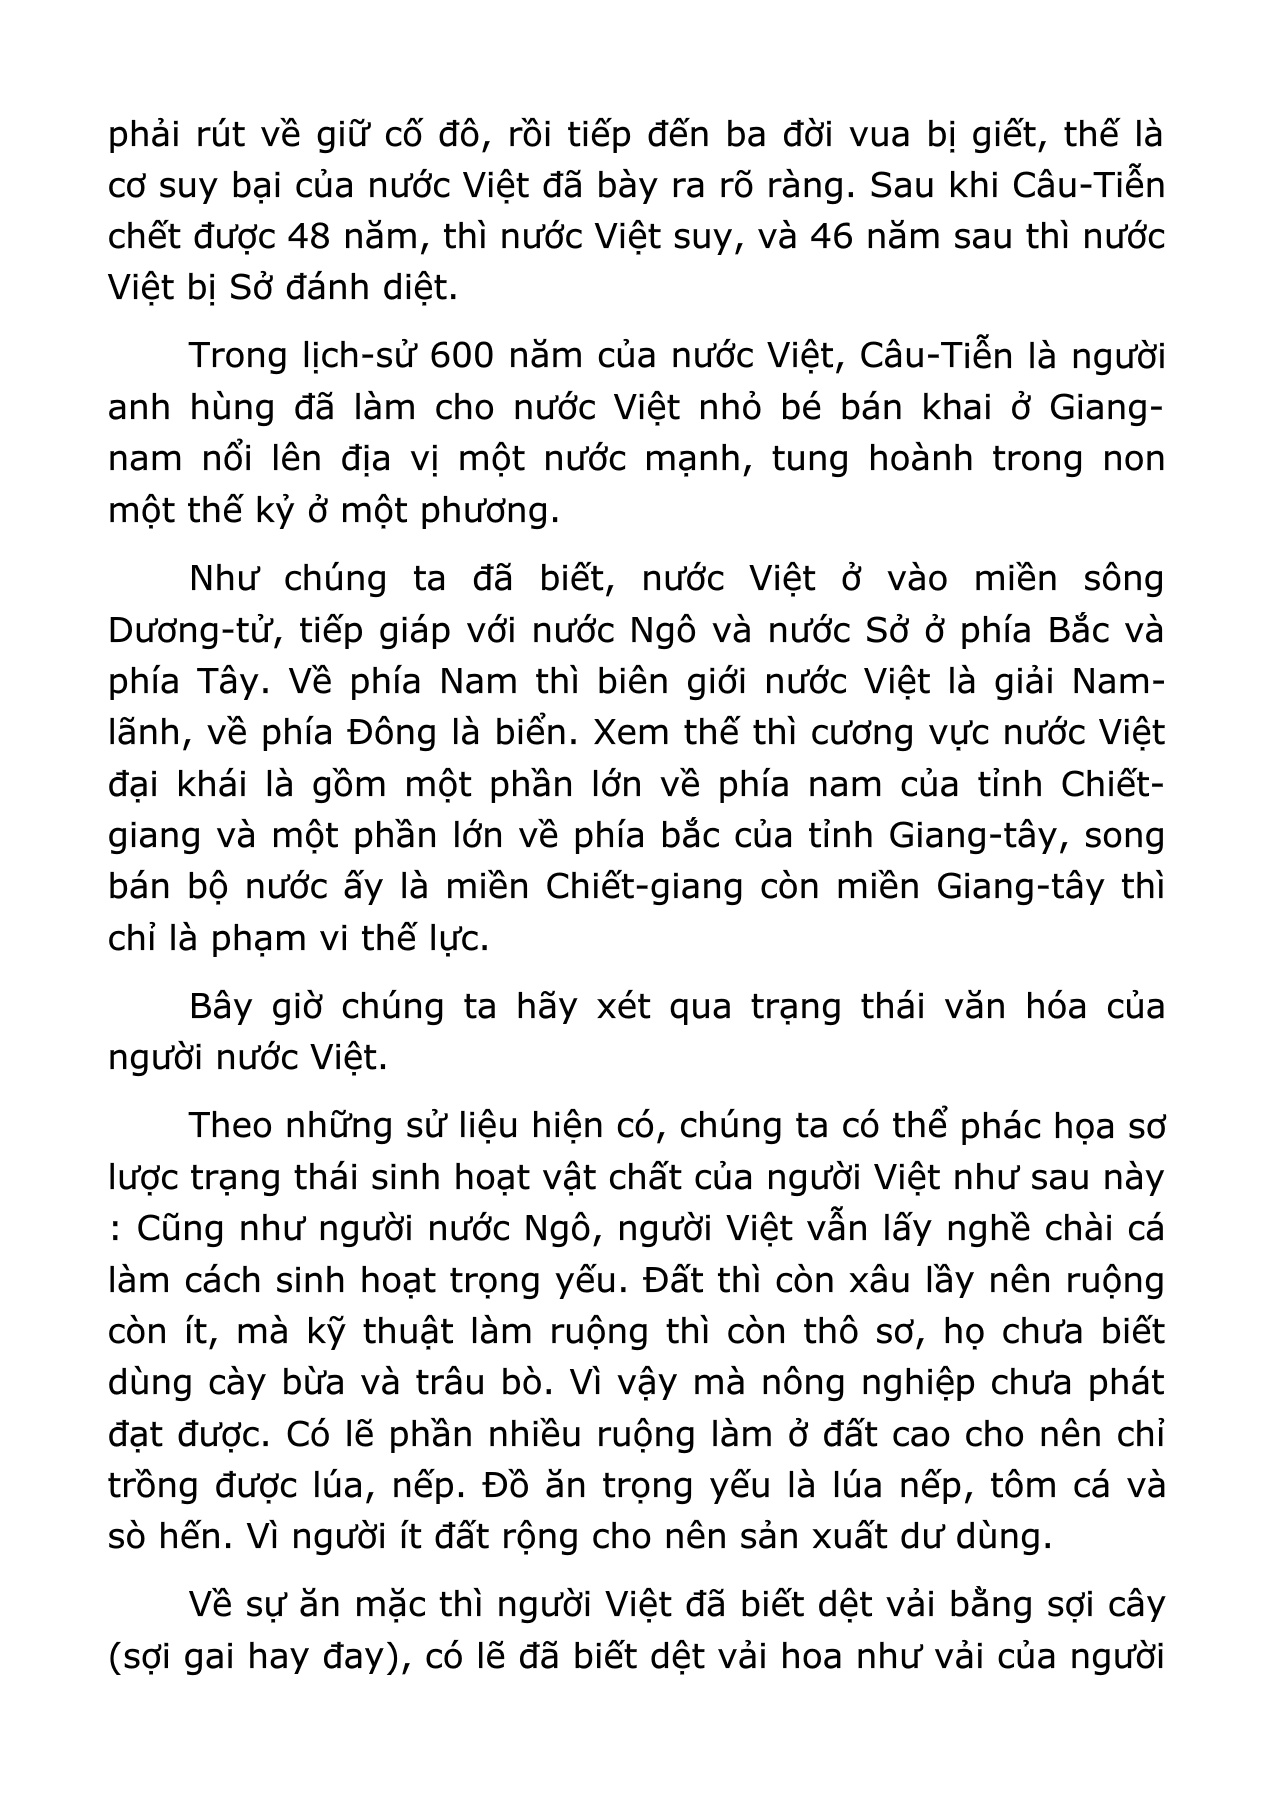 phải rút về giữ cố đô, rồi tiếp đến ba đời vua bị giết, thế là
cơ suy bại của nước Việt đã bày ra rõ ràng. Sau khi Câu-Tiễn
chết được 48 năm, thì nước Việt suy, và 46 năm sau thì nước
Việt bị Sở đánh diệt.
Trong lịch-sử 600 năm của nước Việt, Câu-Tiễn là người
anh hùng đã làm cho nước Việt nhỏ bé bán khai ở Giang-
nam nổi lên địa vị một nước mạnh, tung hoành trong non
một thế kỷ ở một phương.
Như chúng ta đã biết, nước Việt ở vào miền sông
Dương-tử, tiếp giáp với nước Ngô và nước Sở ở phía Bắc và
phía Tây. Về phía Nam thì biên giới nước Việt là giải Nam-
lãnh, về phía Đông là biển. Xem thế thì cương vực nước Việt
đại khái là gồm một phần lớn về phía nam của tỉnh Chiết-
giang và một phần lớn về phía bắc của tỉnh Giang-tây, song
bán bộ nước ấy là miền Chiết-giang còn miền Giang-tây thì
chỉ là phạm vi thế lực.
Bây giờ chúng ta hãy xét qua trạng thái văn hóa của
người nước Việt.
Theo những sử liệu hiện có, chúng ta có thể phác họa sơ
lược trạng thái sinh hoạt vật chất của người Việt như sau này
: Cũng như người nước Ngô, người Việt vẫn lấy nghề chài cá
làm cách sinh hoạt trọng yếu. Đất thì còn xâu lầy nên ruộng
còn ít, mà kỹ thuật làm ruộng thì còn thô sơ, họ chưa biết
dùng cày bừa và trâu bò. Vì vậy mà nông nghiệp chưa phát
đạt được. Có lẽ phần nhiều ruộng làm ở đất cao cho nên chỉ
trồng được lúa, nếp. Đồ ăn trọng yếu là lúa nếp, tôm cá và
sò hến. Vì người ít đất rộng cho nên sản xuất dư dùng.
Về sự ăn mặc thì người Việt đã biết dệt vải bằng sợi cây
(sợi gai hay đay), có lẽ đã biết dệt vải hoa như vải của người